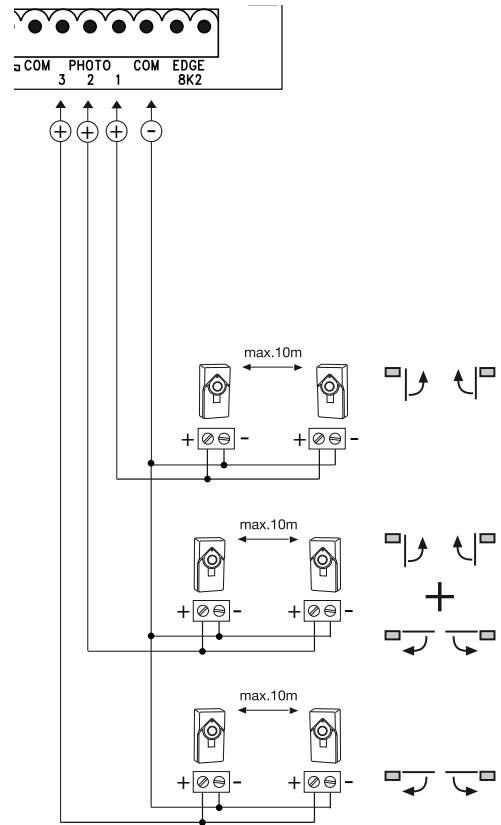 COM PHOTO COM EDGE
3 2 1 8K2
+ + + -
max.10m
+ - + -
max.10m
+ - + -
+
max.10m
+ - + -